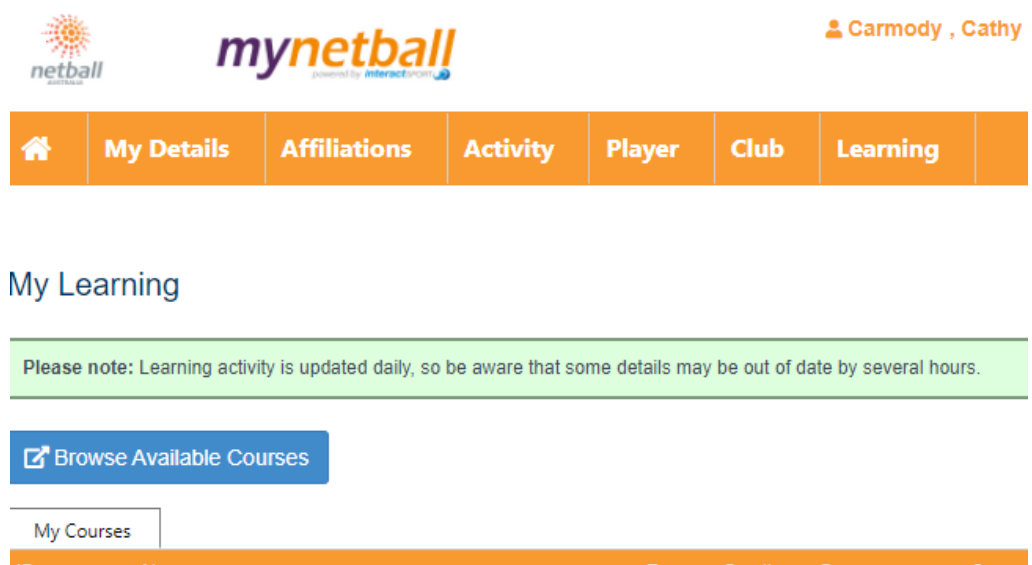 netball
AUSTRALIA
mynetball
powered by interactSPORT
Carmody , Cathy
My Details Affiliations Activity Player Club Learning
My Learning
Please note: Learning activity is updated daily, so be aware that some details may be out of date by several hours.
Browse Available Courses
My Courses